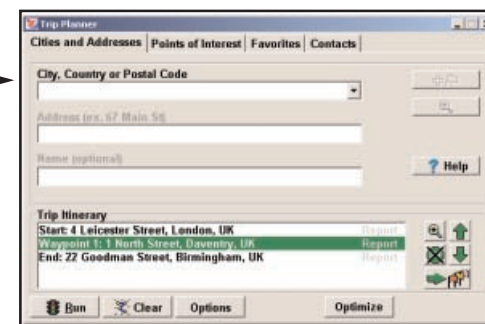 Trip Planner
Cities and Addresses Points of Interest Favorites Contacts
City, Country or Postal Code
Address (ex. 67 Main St)
Name (optional)
Help
Trip Itinerary
Start: 4 Leicester Street, London, UK Report
Waypoint 1: 1 North Street, Daventry, UK Report
End: 22 Goodman Street, Birmingham, UK Report
Run Clear Options Optimize